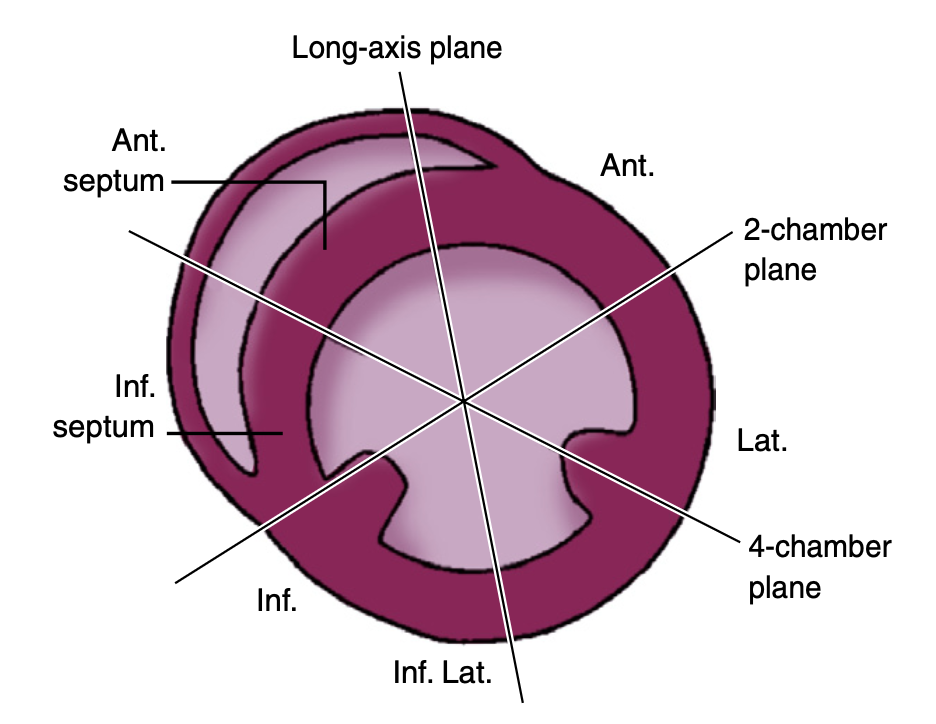 Long-axis plane
Ant.
septum
Ant.
2-chamber
plane
Inf.
septum
Lat.
4-chamber
plane
Inf.
Inf. Lat.